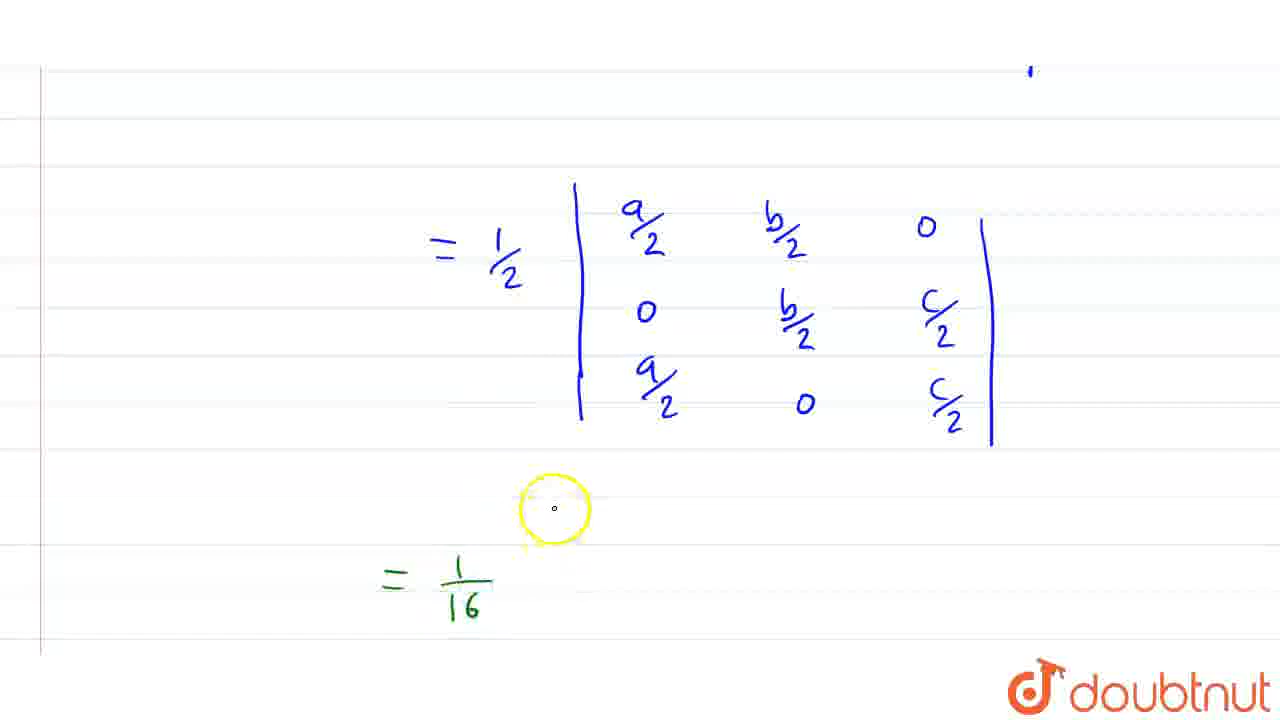 = 1/2 | a/2 b/2 0 |
| 0 b/2 c/2 |
| a/2 0 c/2 |
= 1/16
doubtnut